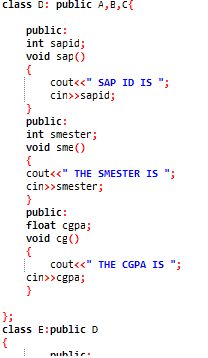 class D: public A,B,C{
public:
int sapid;
void sap()
{
cout<<" SAP ID IS ";
cin>>sapid;
}
public:
int smester;
void sme()
{
cout<<" THE SMESTER IS ";
cin>>smester;
}
public:
float cgpa;
void cg()
{
cout<<" THE CGPA IS ";
cin>>cgpa;
}
};
class E:public D
{
public: